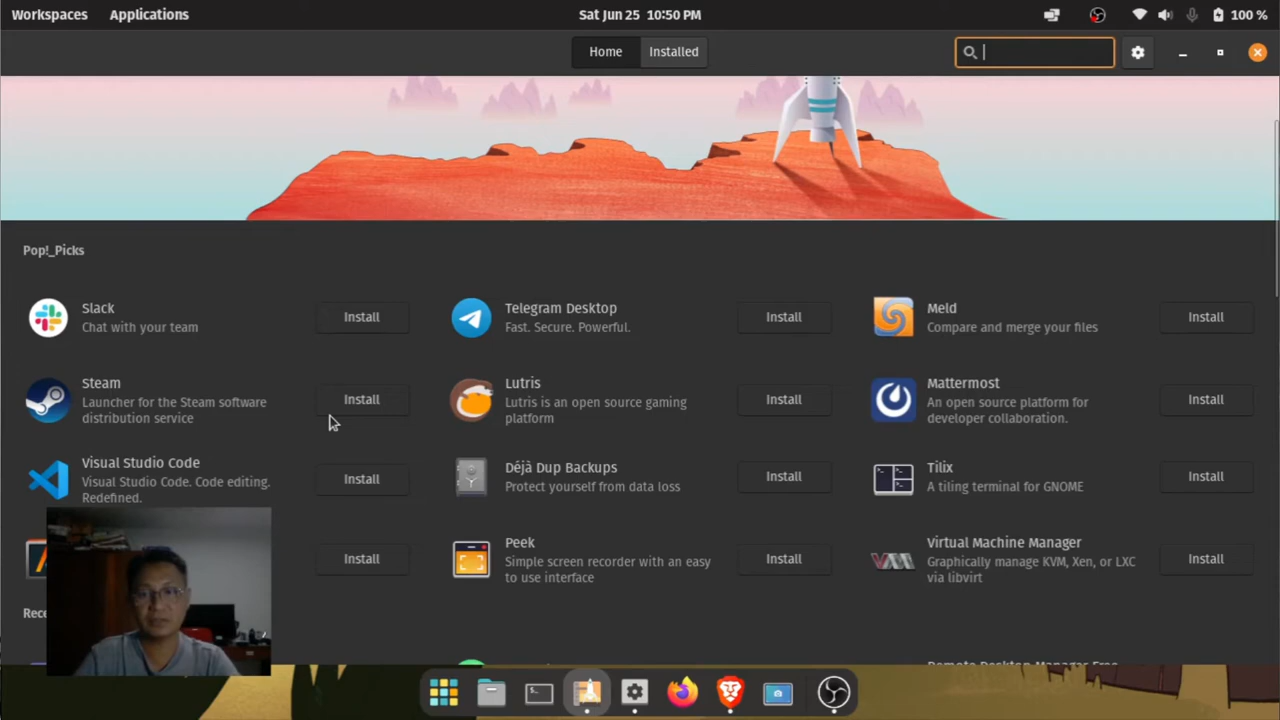 Workspaces Applications Sat Jun 25 10:50 PM 100 %
Home Installed
Pop!_Picks
Slack
Chat with your team
Install
Telegram Desktop
Fast. Secure. Powerful.
Install
Meld
Compare and merge your files
Install
Steam
Launcher for the Steam software
distribution service
Install
Lutris
Lutris is an open source gaming
platform
Install
Mattermost
An open source platform for
developer collaboration.
Install
Visual Studio Code
Visual Studio Code. Code editing.
Redefined.
Install
Déjà Dup Backups
Protect yourself from data loss
Install
Tilix
A tiling terminal for GNOME
Install
Install
Peek
Simple screen recorder with an easy
to use interface
Install
Virtual Machine Manager
Graphically manage KVM, Xen, or LXC
via libvirt
Install
Rece
Remote Desktop Manager Free